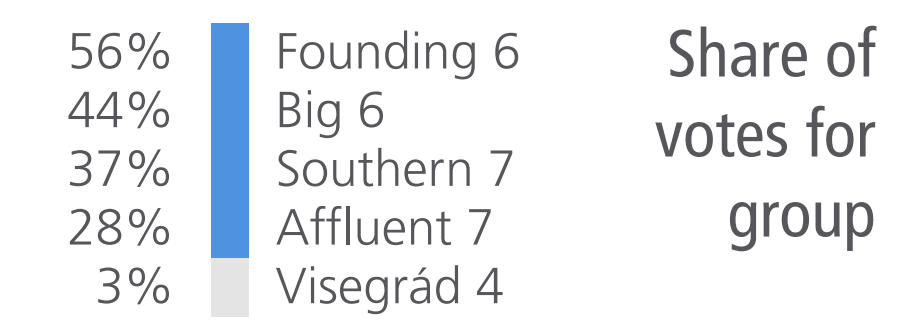 56% Founding 6
44% Big 6
37% Southern 7
28% Affluent 7
3% Visegrád 4
Share of
votes for
group